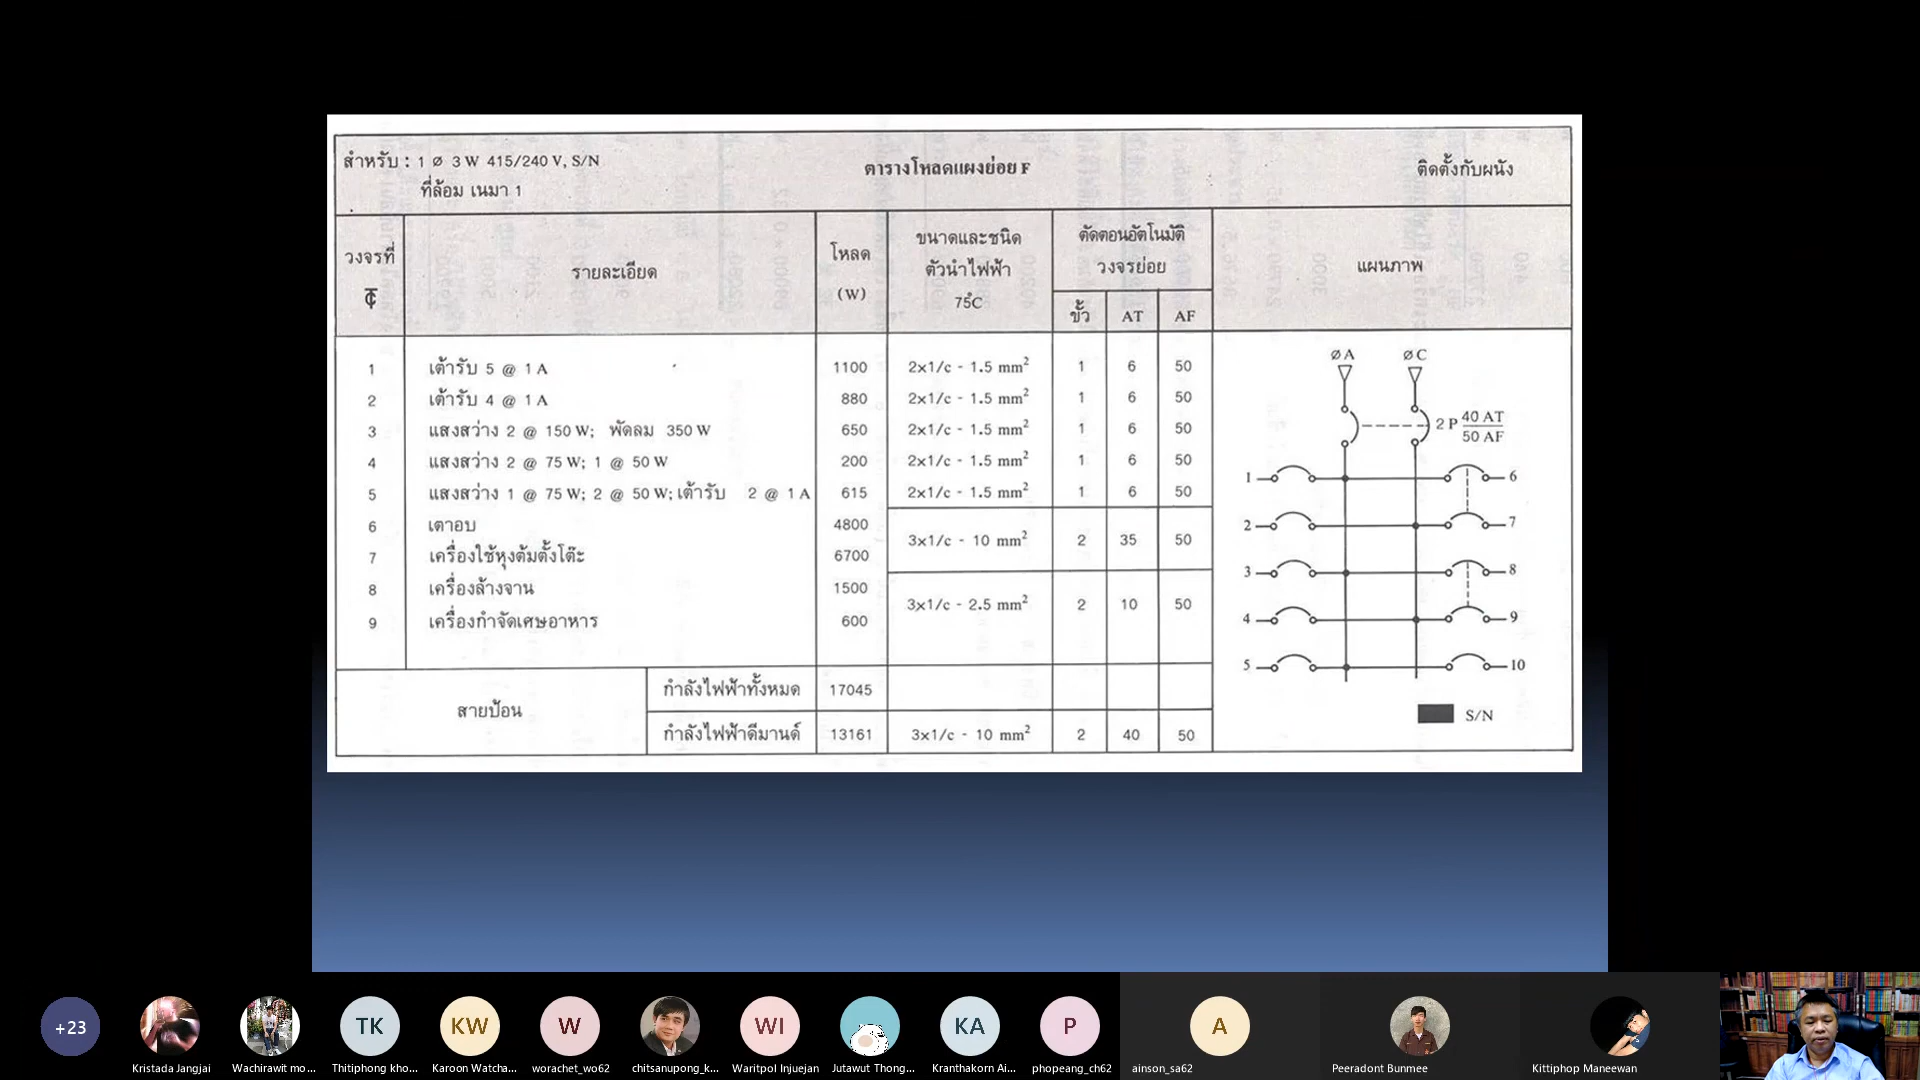 สำหรับ : 1 ø 3 W 415/240 V, S/N
ที่ล้อม เนมา 1
ตารางโหลดแผงย่อย F
ติดตั้งกับผนัง
วงจรที่
รายละเอียด
โหลด
(W)
ขนาดและชนิด
ตัวนำไฟฟ้า
75°C
ตัดตอนอัตโนมัติ
วงจรย่อย
ขั้ว AT AF
แผนภาพ
1 เต้ารับ 5 @ 1 A 1100 2x1/c - 1.5 mm² 1 6 50
2 เต้ารับ 4 @ 1 A 880 2x1/c - 1.5 mm² 1 6 50
3 แสงสว่าง 2 @ 150 W; พัดลม 350 W 650 2x1/c - 1.5 mm² 1 6 50
4 แสงสว่าง 2 @ 75 W; 1 @ 50 W 200 2x1/c - 1.5 mm² 1 6 50
5 แสงสว่าง 1 @ 75 W; 2 @ 50 W; เต้ารับ 2 @ 1 A 615 2x1/c - 1.5 mm² 1 6 50
6 เตาอบ 4800
3x1/c - 10 mm² 2 35 50
7 เครื่องใช้หุงต้มตั้งโต๊ะ 6700
8 เครื่องล้างจาน 1500
3x1/c - 2.5 mm² 2 10 50
9 เครื่องกำจัดเศษอาหาร 600
สายป้อน
กำลังไฟฟ้าทั้งหมด 17045
กำลังไฟฟ้าดีมานด์ 13161 3x1/c - 10 mm² 2 40 50
øA øC
2 P 40 AT
50 AF
1 6
2 7
3 8
4 9
5 10
S/N
+23
TK
KW
W
WI
KA
P
A
Kristada Jangjai
Wachirawit mo...
Thitiphong kho...
Karoon Watcha...
worachet_wo62
chitsanupong_k...
Waritpol Injuejan
Jutawut Thong...
Kranthakorn Ai...
phopeang_ch62
ainson_sa62
Peeradont Bunmee
Kittiphop Maneewan